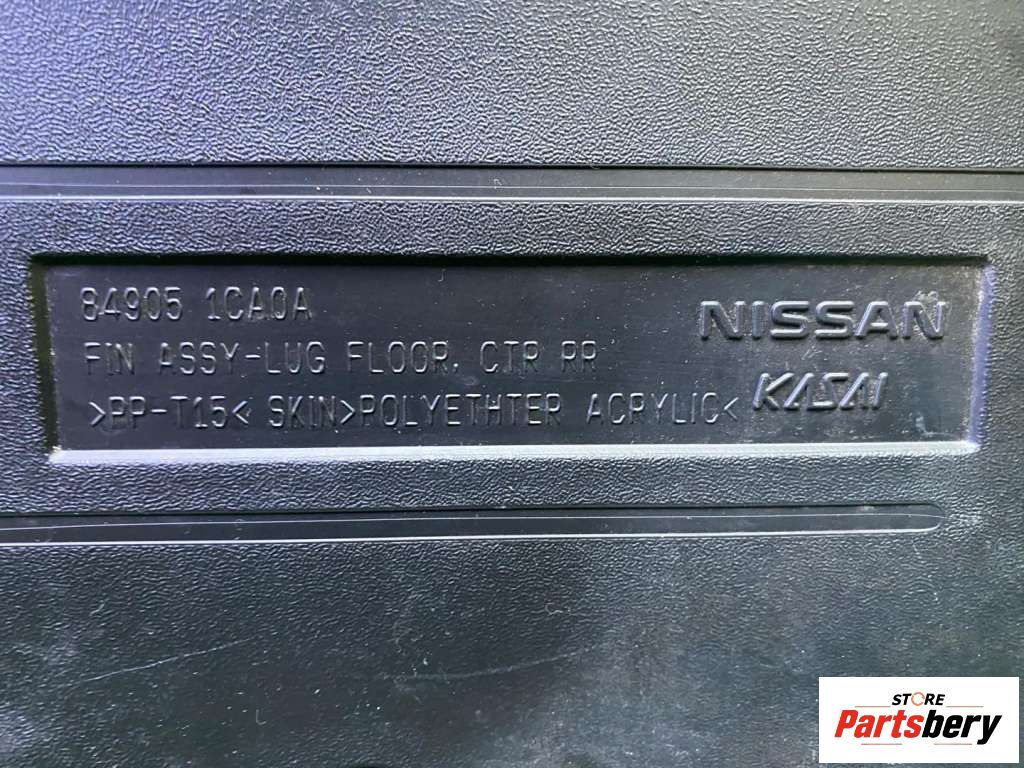 84905 1CA0A
FIN ASSY-LUG FLOOR, CTR RR
>PP-T15< SKIN>POLYETHTER ACRYLIC<
NISSAN
KASAI
STORE
Partsbery